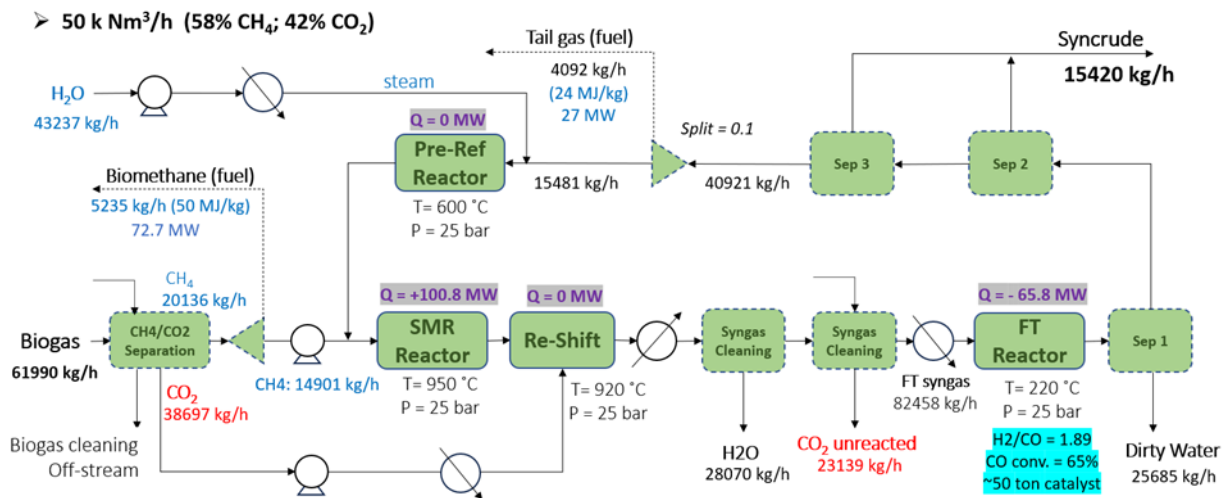 ➢ 50 k Nm³/h (58% CH₄; 42% CO₂)
H₂O
43237 kg/h
steam
Tail gas (fuel)
4092 kg/h
(24 MJ/kg)
27 MW
Split = 0.1
Syncrude
15420 kg/h
Q = 0 MW
Pre-Ref
Reactor
T= 600 °C
P = 25 bar
15481 kg/h
40921 kg/h
Sep 3
Sep 2
Biomethane (fuel)
5235 kg/h (50 MJ/kg)
72.7 MW
CH₄
20136 kg/h
Biogas
61990 kg/h
CH4/CO2
Separation
CO₂
38697 kg/h
Biogas cleaning
Off-stream
CH4: 14901 kg/h
Q = +100.8 MW
SMR
Reactor
T= 950 °C
P = 25 bar
Q = 0 MW
Re-Shift
T= 920 °C
P = 25 bar
Syngas
Cleaning
H2O
28070 kg/h
Syngas
Cleaning
CO₂ unreacted
23139 kg/h
FT syngas
82458 kg/h
Q = - 65.8 MW
FT
Reactor
T= 220 °C
P = 25 bar
H2/CO = 1.89
CO conv. = 65%
~50 ton catalyst
Sep 1
Dirty Water
25685 kg/h